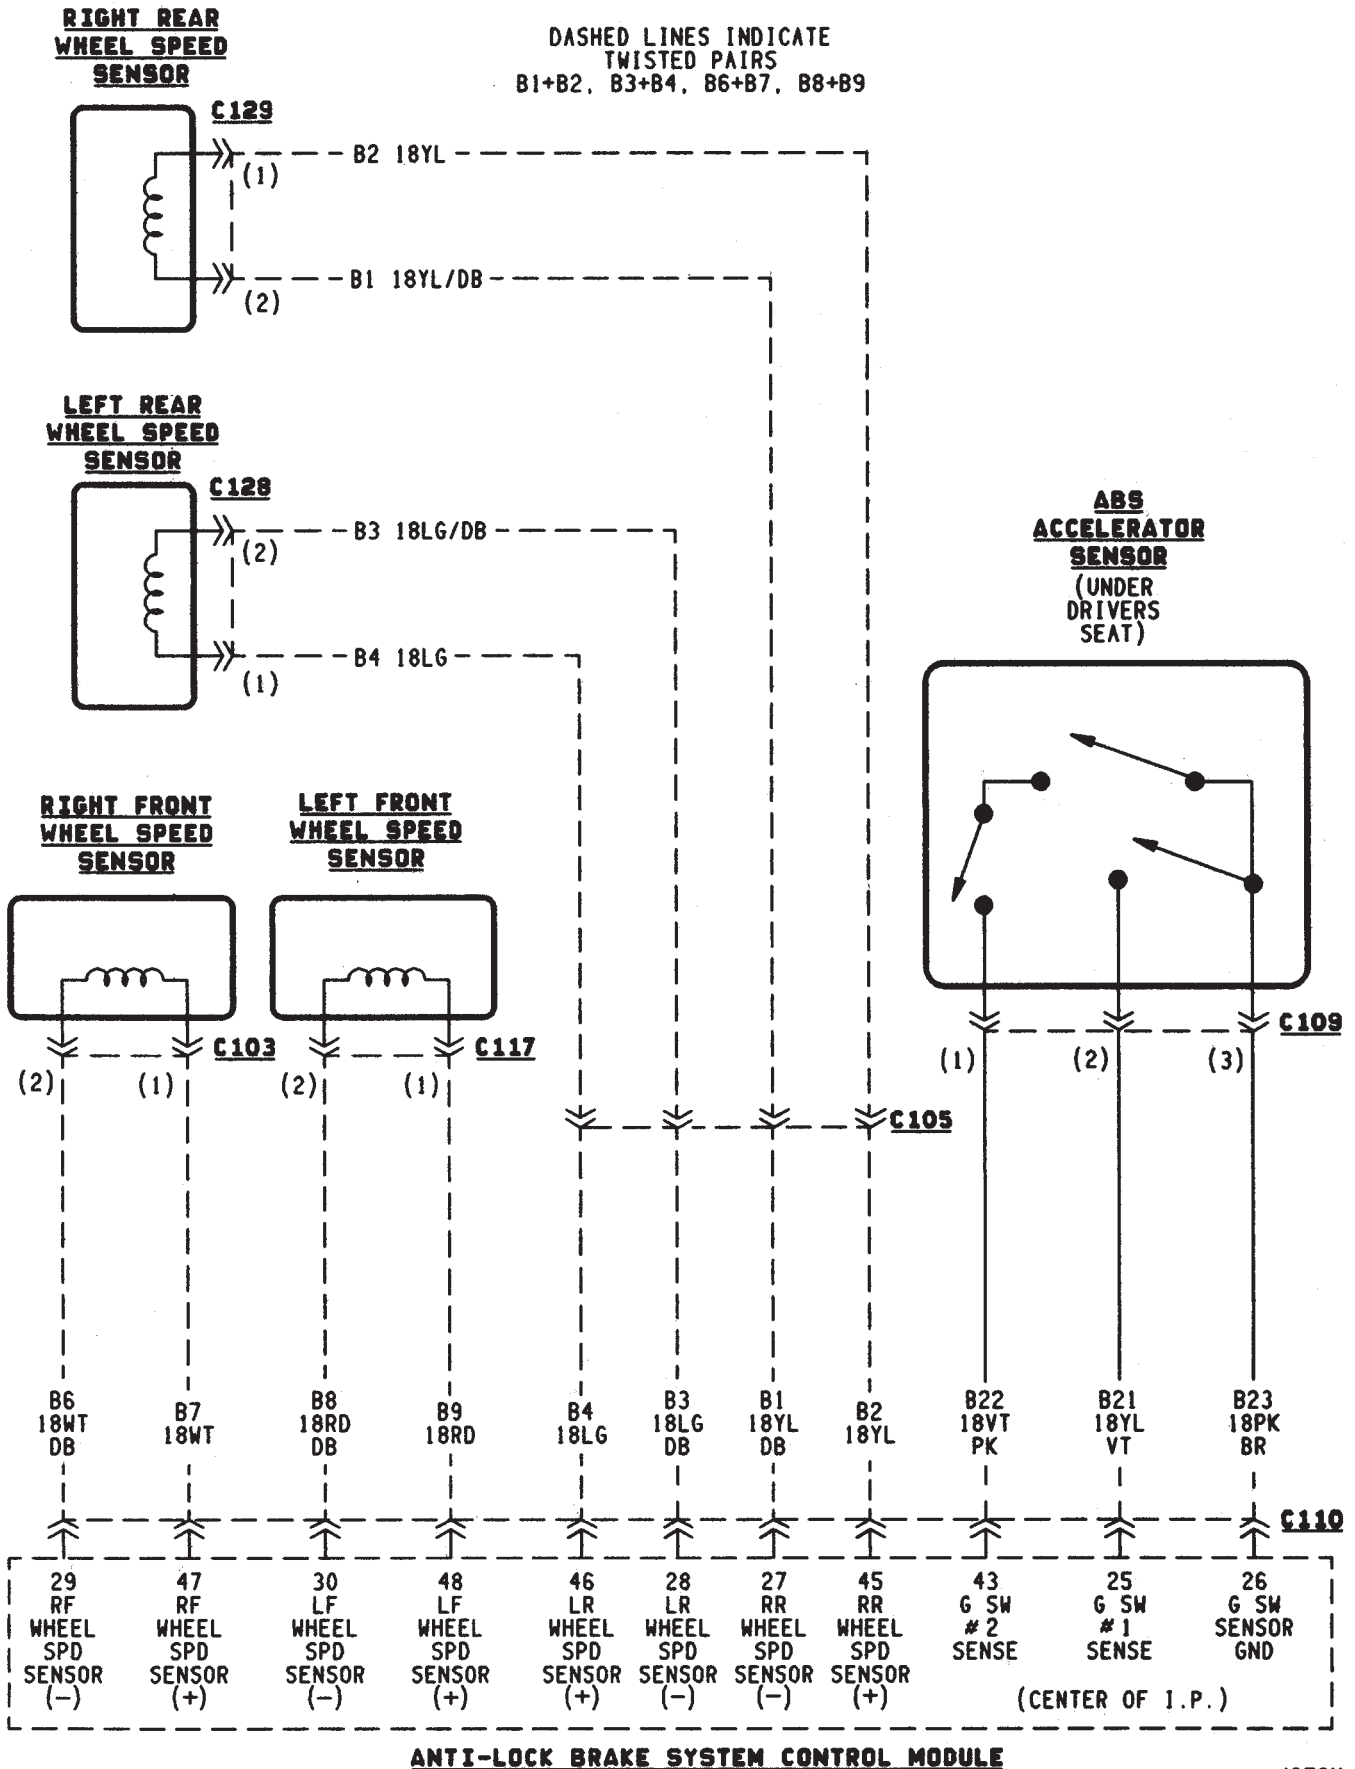 RIGHT REAR
WHEEL SPEED
SENSOR
DASHED LINES INDICATE
TWISTED PAIRS
B1+B2, B3+B4, B6+B7, B8+B9
C129
B2 18YL
(1)
B1 18YL/DB
(2)
LEFT REAR
WHEEL SPEED
SENSOR
C128
B3 18LG/DB
(2)
B4 18LG
(1)
ABS
ACCELERATOR
SENSOR
(UNDER
DRIVERS
SEAT)
RIGHT FRONT
WHEEL SPEED
SENSOR
LEFT FRONT
WHEEL SPEED
SENSOR
C103
(2)
(1)
C117
(2)
(1)
C109
(1)
(2)
(3)
C105
B6
18WT
DB
B7
18WT
B8
18RD
DB
B9
18RD
B4
18LG
B3
18LG
DB
B1
18YL
DB
B2
18YL
B22
18VT
PK
B21
18YL
VT
B23
18PK
BR
C110
29
RF
WHEEL
SPD
SENSOR
(-)
47
RF
WHEEL
SPD
SENSOR
(+)
30
LF
WHEEL
SPD
SENSOR
(-)
48
LF
WHEEL
SPD
SENSOR
(+)
46
LR
WHEEL
SPD
SENSOR
(+)
28
LR
WHEEL
SPD
SENSOR
(-)
27
RR
WHEEL
SPD
SENSOR
(-)
45
RR
WHEEL
SPD
SENSOR
(+)
43
G SW
#2
SENSE
25
G SW
#1
SENSE
26
G SW
SENSOR
GND
(CENTER OF I.P.)
ANTI-LOCK BRAKE SYSTEM CONTROL MODULE